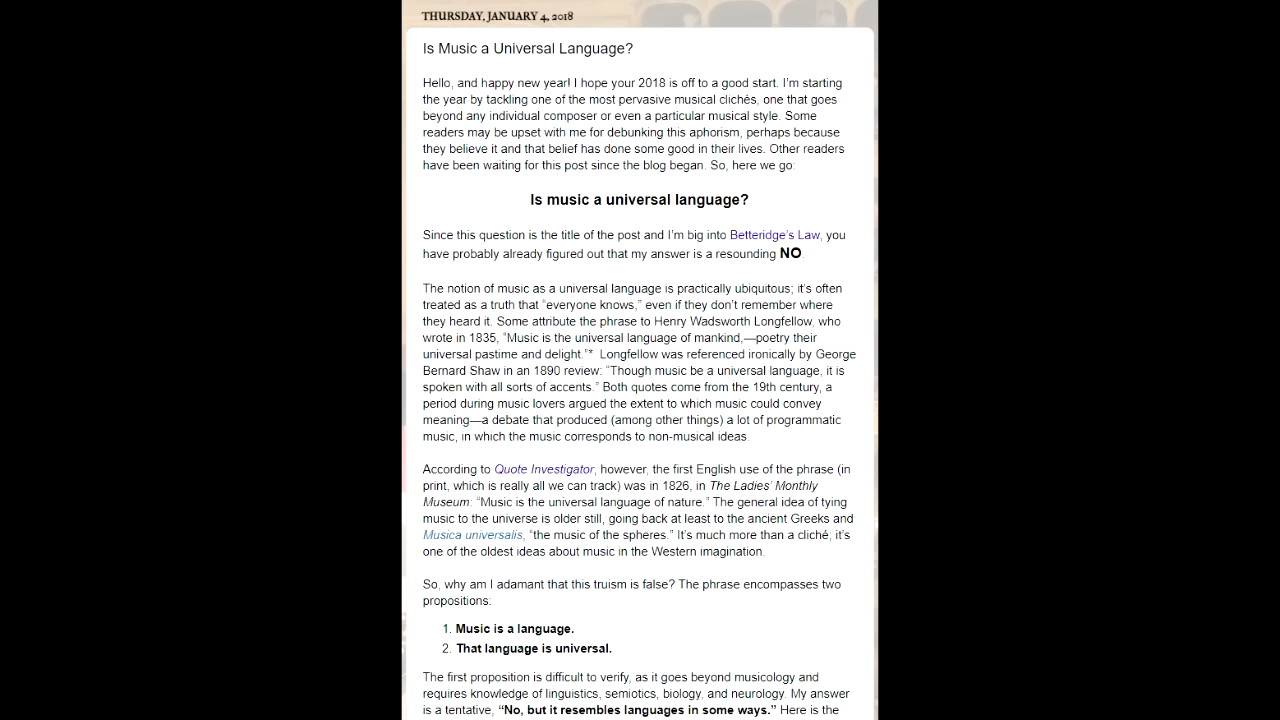 THURSDAY, JANUARY 4, 2018
Is Music a Universal Language?
Hello, and happy new year! I hope your 2018 is off to a good start. I'm starting
the year by tackling one of the most pervasive musical clichés, one that goes
beyond any individual composer or even a particular musical style. Some
readers may be upset with me for debunking this aphorism, perhaps because
they believe it and that belief has done some good in their lives. Other readers
have been waiting for this post since the blog began. So, here we go:
Is music a universal language?
Since this question is the title of the post and I'm big into Betteridge's Law, you
have probably already figured out that my answer is a resounding NO.
The notion of music as a universal language is practically ubiquitous; it's often
treated as a truth that "everyone knows," even if they don't remember where
they heard it. Some attribute the phrase to Henry Wadsworth Longfellow, who
wrote in 1835, "Music is the universal language of mankind,—poetry their
universal pastime and delight."* Longfellow was referenced ironically by George
Bernard Shaw in an 1890 review: "Though music be a universal language, it is
spoken with all sorts of accents." Both quotes come from the 19th century, a
period during music lovers argued the extent to which music could convey
meaning—a debate that produced (among other things) a lot of programmatic
music, in which the music corresponds to non-musical ideas.
According to Quote Investigator, however, the first English use of the phrase (in
print, which is really all we can track) was in 1826, in The Ladies' Monthly
Museum: "Music is the universal language of nature." The general idea of tying
music to the universe is older still, going back at least to the ancient Greeks and
Musica universalis, "the music of the spheres." It's much more than a cliché; it's
one of the oldest ideas about music in the Western imagination.
So, why am I adamant that this truism is false? The phrase encompasses two
propositions:
1. Music is a language.
2. That language is universal.
The first proposition is difficult to verify, as it goes beyond musicology and
requires knowledge of linguistics, semiotics, biology, and neurology. My answer
is a tentative, "No, but it resembles languages in some ways." Here is the